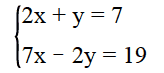 2x + y = 7
7x − 2y = 19